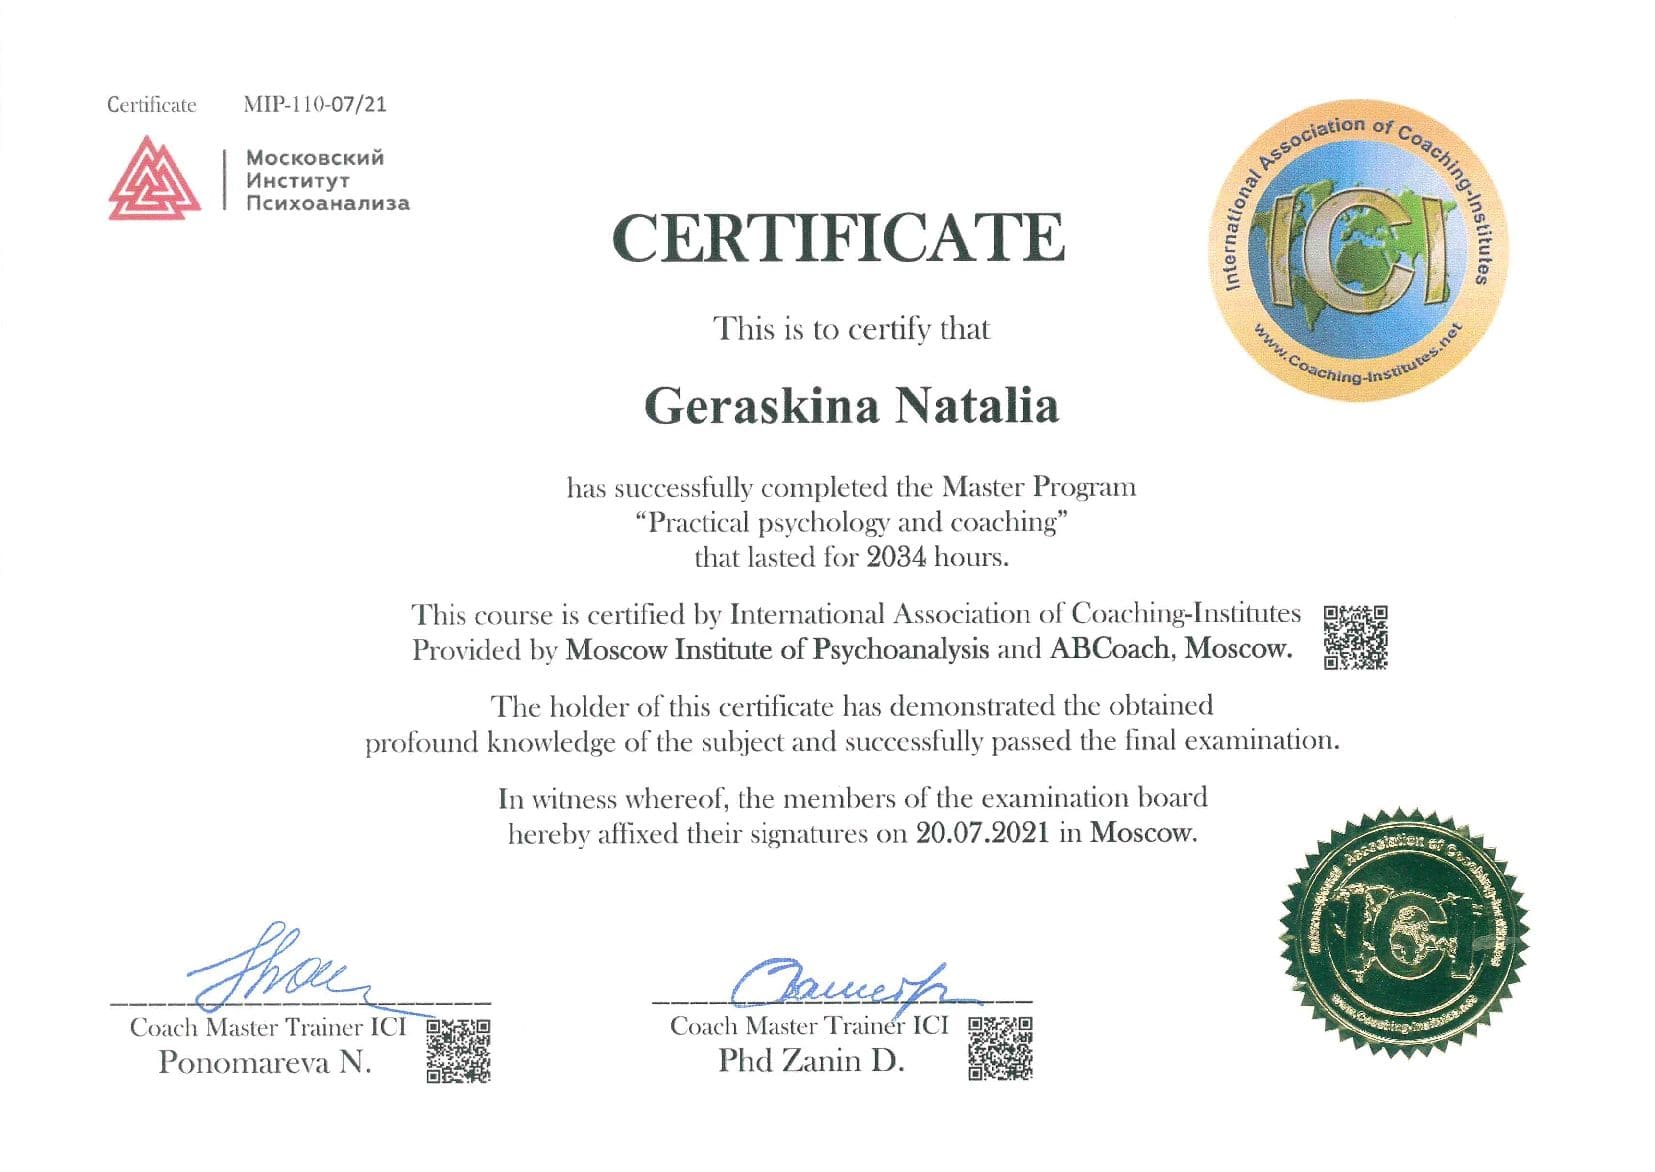 Certificate MIP-110-07/21
Московский
Институт
Психоанализа
International Association of Coaching-Institutes
ICI
www.Coaching-Institutes.net
CERTIFICATE
This is to certify that
Geraskina Natalia
has successfully completed the Master Program
“Practical psychology and coaching”
that lasted for 2034 hours.
This course is certified by International Association of Coaching-Institutes
Provided by Moscow Institute of Psychoanalysis and ABCoach, Moscow.
The holder of this certificate has demonstrated the obtained
profound knowledge of the subject and successfully passed the final examination.
In witness whereof, the members of the examination board
hereby affixed their signatures on 20.07.2021 in Moscow.
International Association of Coaching-Institutes
ICI
www.Coaching-Institutes.net
Coach Master Trainer ICI
Ponomareva N.
Coach Master Trainer ICI
Phd Zanin D.